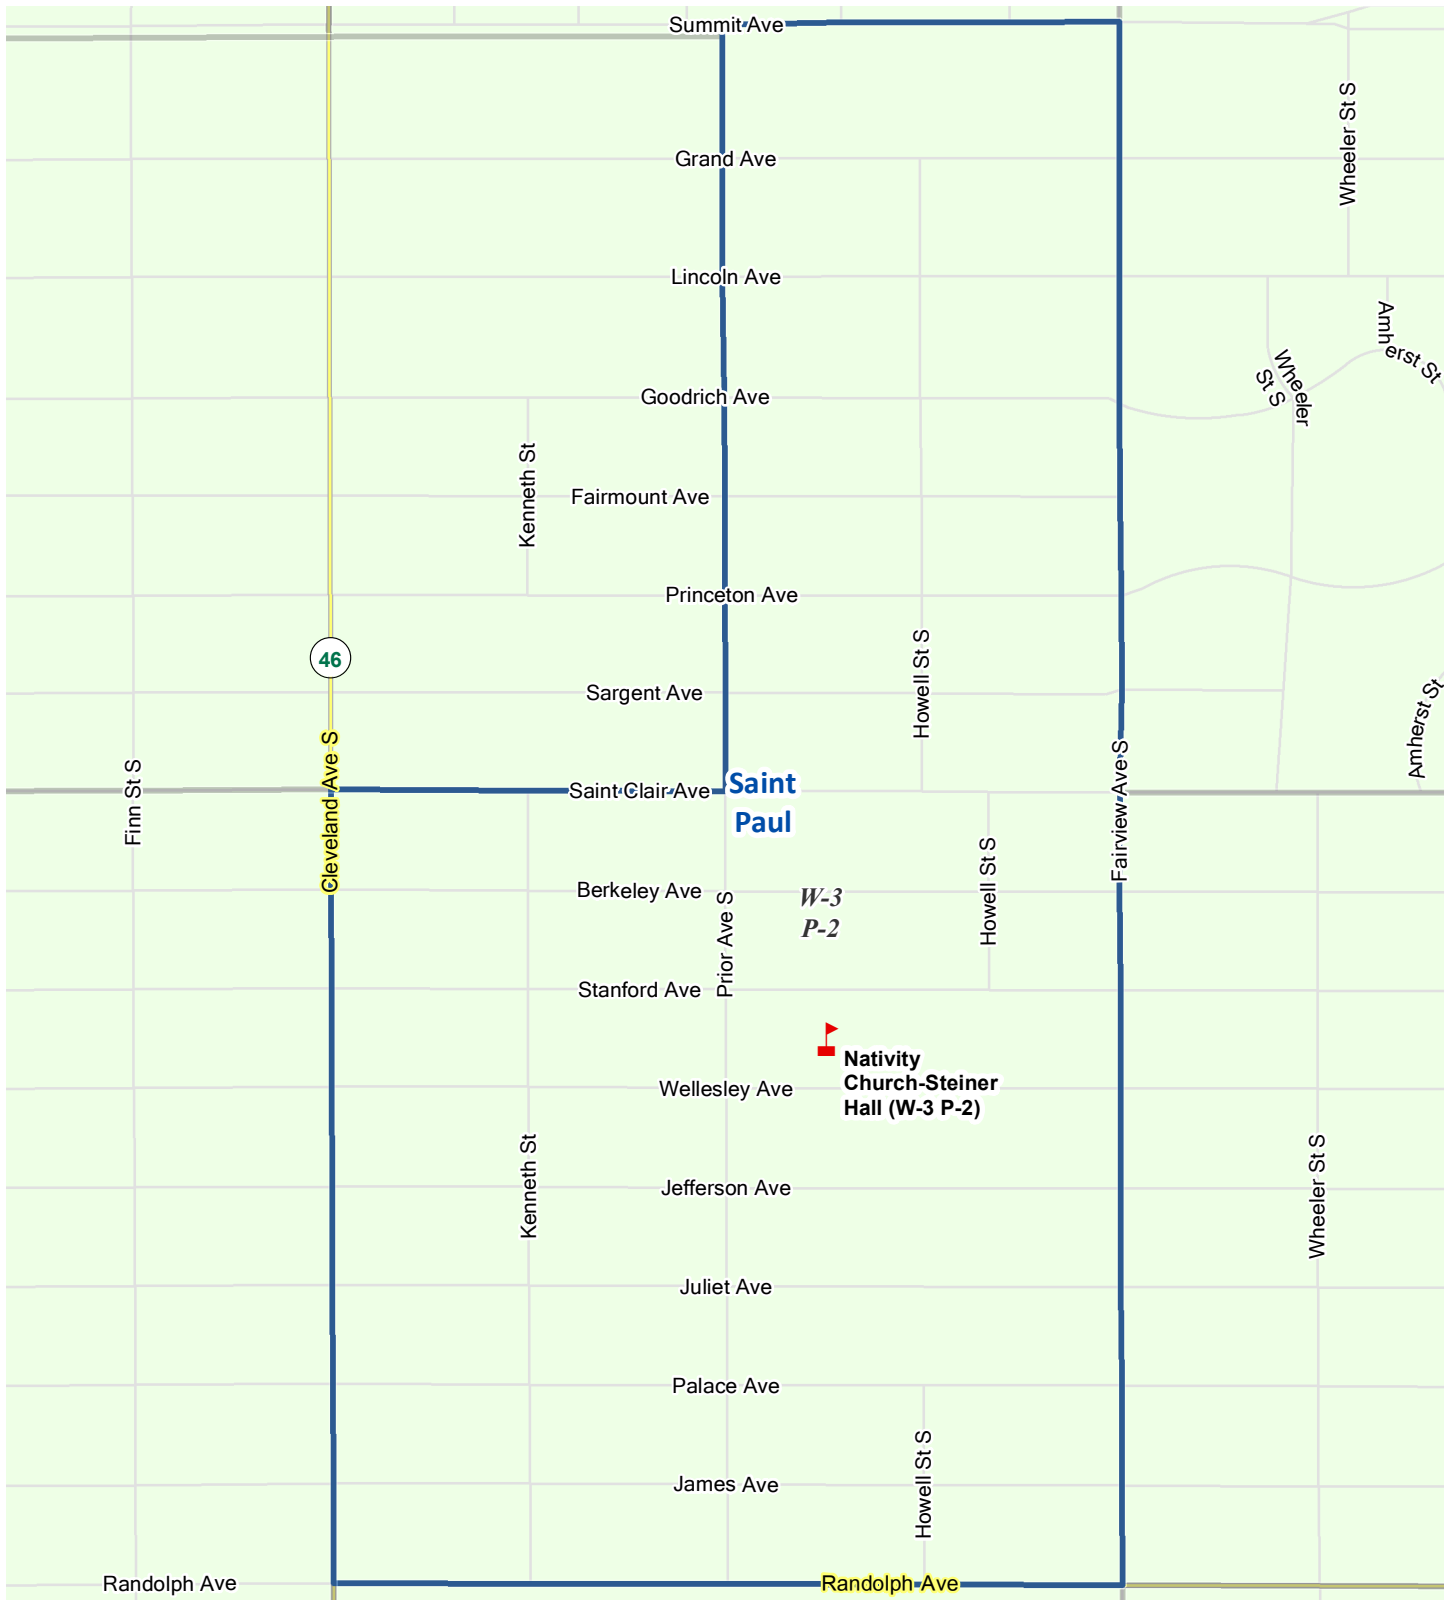 Summit Ave
Wheeler St S
Grand Ave
Lincoln Ave
Amherst St
Wheeler
St S
Goodrich Ave
Kenneth St
Fairmount Ave
Princeton Ave
46
Howell St S
Sargent Ave
Amherst St
Cleveland Ave S
Finn St S
Saint Clair Ave
Saint
Paul
Fairview Ave S
Howell St S
Berkeley Ave
W-3
P-2
Prior Ave S
Stanford Ave
Nativity
Church-Steiner
Hall (W-3 P-2)
Wellesley Ave
Kenneth St
Jefferson Ave
Wheeler St S
Juliet Ave
Palace Ave
Howell St S
James Ave
Randolph Ave
Randolph Ave